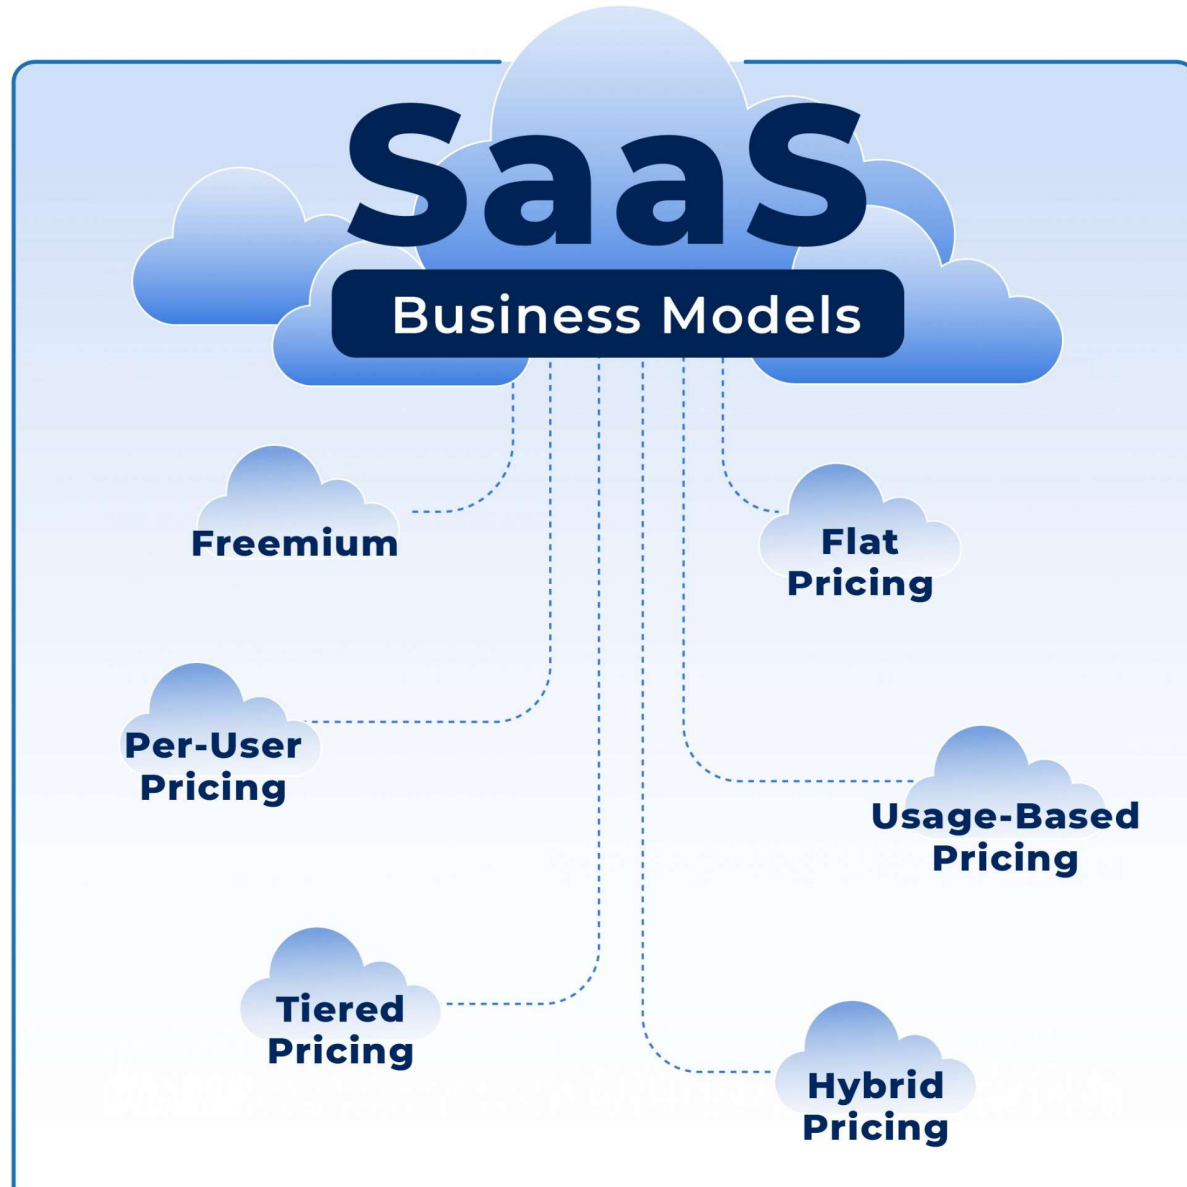 SaaS
Business Models
Freemium
Flat
Pricing
Per-User
Pricing
Usage-Based
Pricing
Tiered
Pricing
Hybrid
Pricing